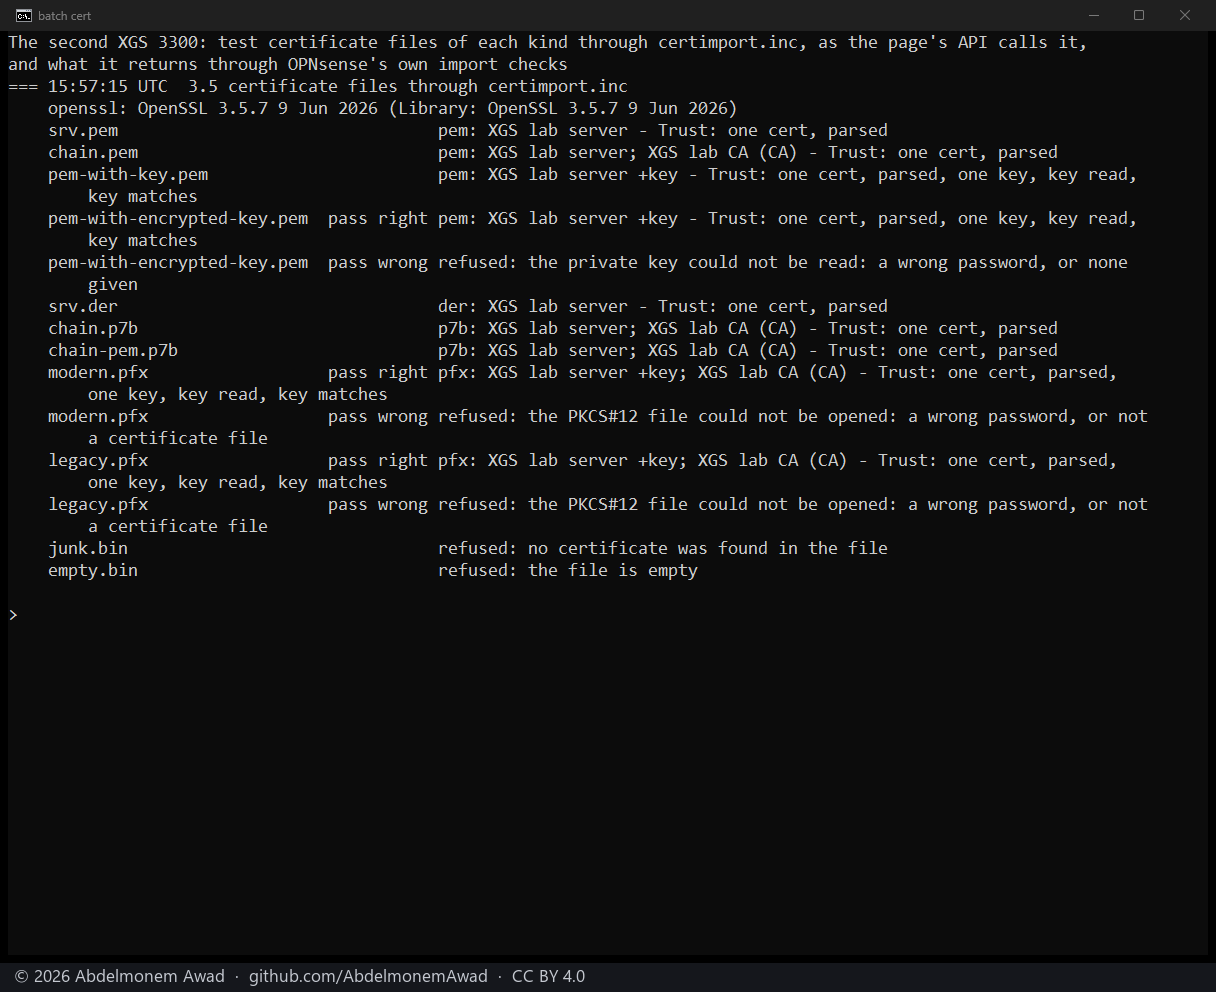 batch cert
The second XGS 3300: test certificate files of each kind through certimport.inc, as the page's API calls it,
and what it returns through OPNsense's own import checks
=== 15:57:15 UTC  3.5 certificate files through certimport.inc
    openssl: OpenSSL 3.5.7 9 Jun 2026 (Library: OpenSSL 3.5.7 9 Jun 2026)
    srv.pem                                pem: XGS lab server - Trust: one cert, parsed
    chain.pem                              pem: XGS lab server; XGS lab CA (CA) - Trust: one cert, parsed
    pem-with-key.pem                       pem: XGS lab server +key - Trust: one cert, parsed, one key, key read,
        key matches
    pem-with-encrypted-key.pem  pass right pem: XGS lab server +key - Trust: one cert, parsed, one key, key read,
        key matches
    pem-with-encrypted-key.pem  pass wrong refused: the private key could not be read: a wrong password, or none
        given
    srv.der                                der: XGS lab server - Trust: one cert, parsed
    chain.p7b                              p7b: XGS lab server; XGS lab CA (CA) - Trust: one cert, parsed
    chain-pem.p7b                          p7b: XGS lab server; XGS lab CA (CA) - Trust: one cert, parsed
    modern.pfx                  pass right pfx: XGS lab server +key; XGS lab CA (CA) - Trust: one cert, parsed,
        one key, key read, key matches
    modern.pfx                  pass wrong refused: the PKCS#12 file could not be opened: a wrong password, or not
        a certificate file
    legacy.pfx                  pass right pfx: XGS lab server +key; XGS lab CA (CA) - Trust: one cert, parsed,
        one key, key read, key matches
    legacy.pfx                  pass wrong refused: the PKCS#12 file could not be opened: a wrong password, or not
        a certificate file
    junk.bin                               refused: no certificate was found in the file
    empty.bin                              refused: the file is empty
>
© 2026 Abdelmonem Awad · github.com/AbdelmonemAwad · CC BY 4.0